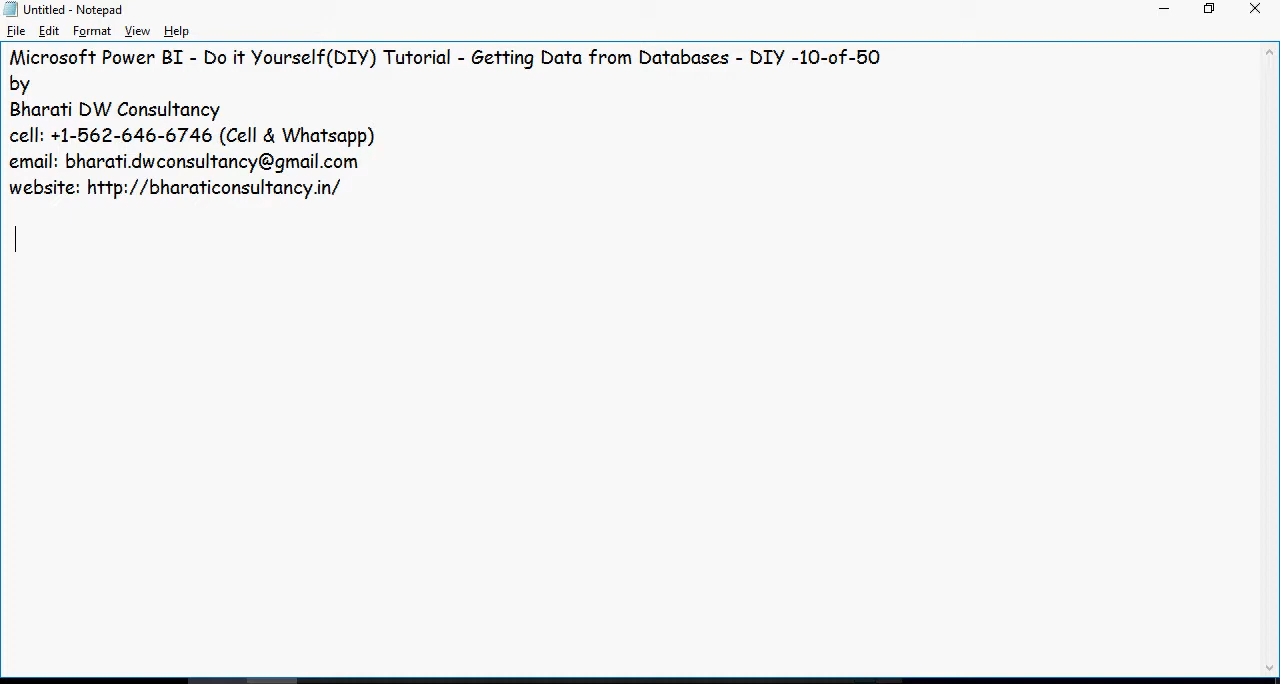 Untitled - Notepad
File Edit Format View Help
Microsoft Power BI - Do it Yourself(DIY) Tutorial - Getting Data from Databases - DIY -10-of-50
by
Bharati DW Consultancy
cell: +1-562-646-6746 (Cell & Whatsapp)
email: bharati.dwconsultancy@gmail.com
website: http://bharaticonsultancy.in/